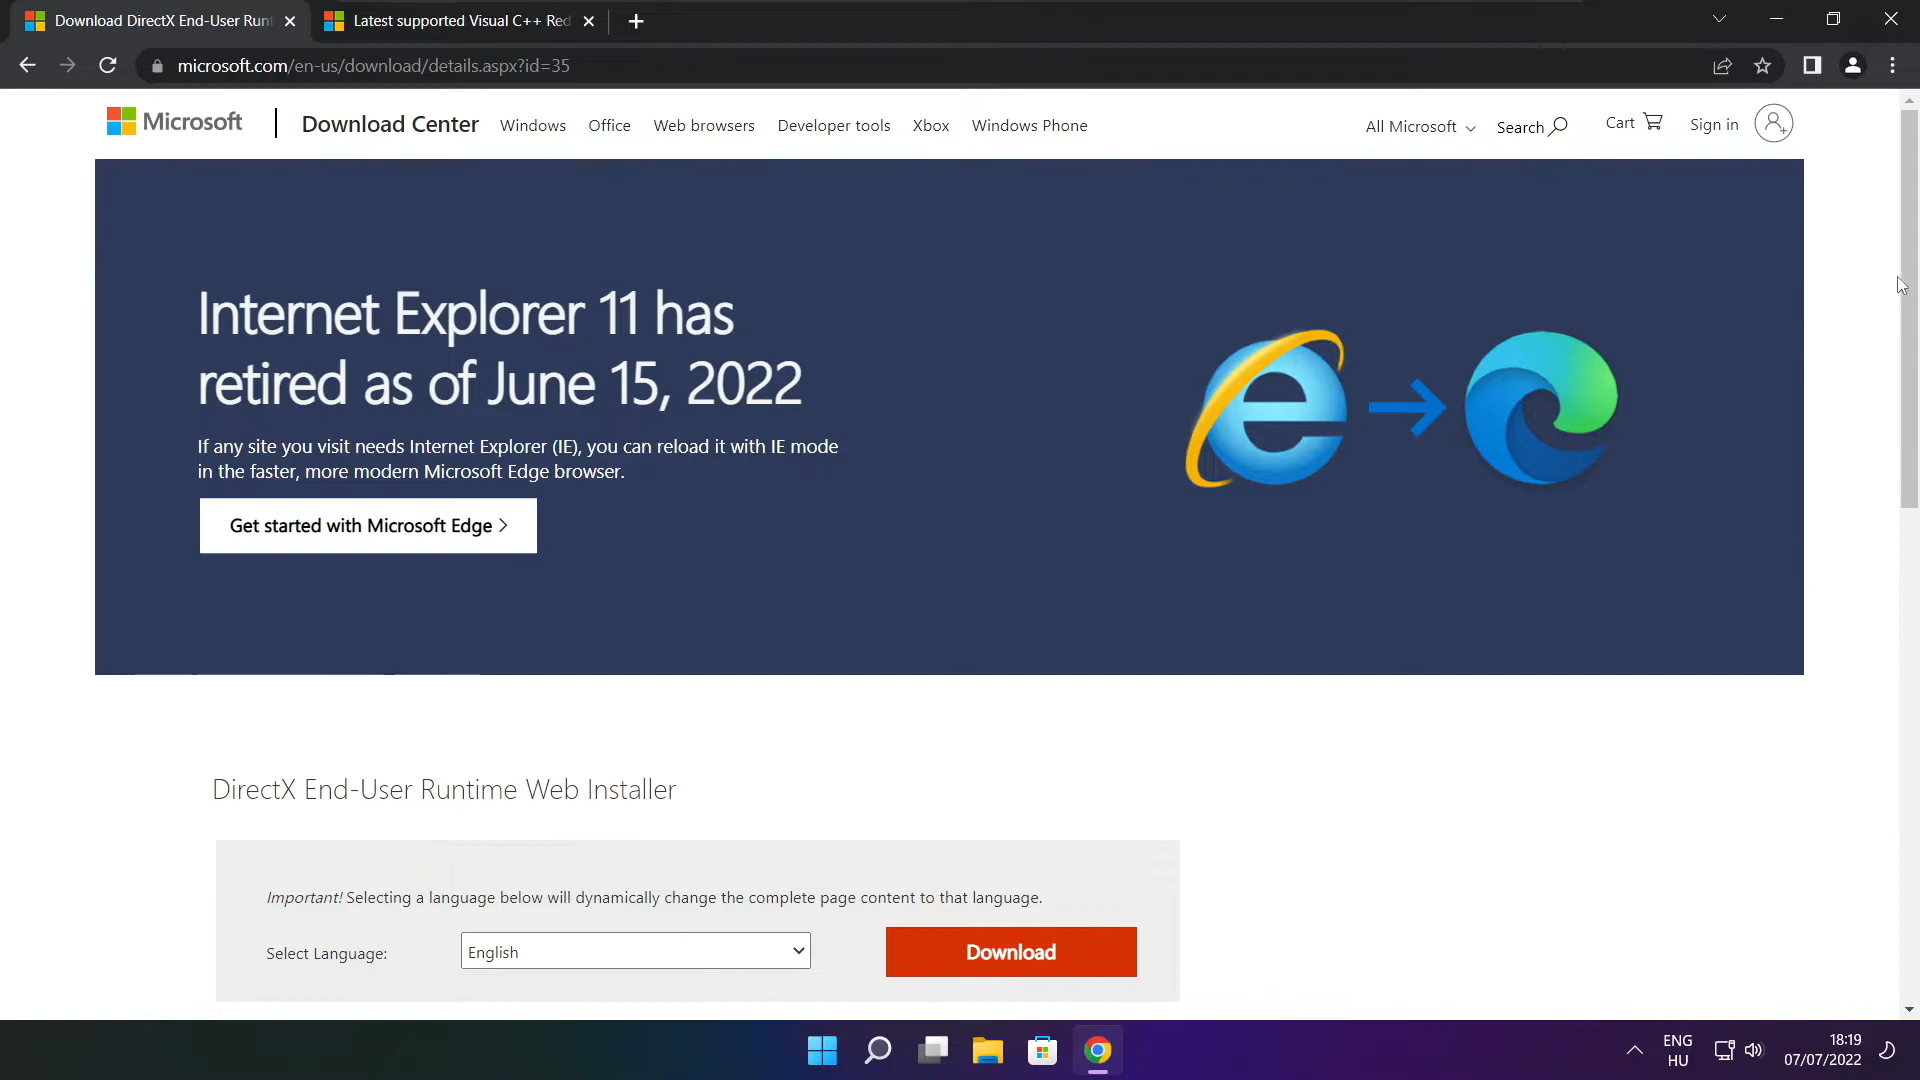 Download DirectX End-User Run
Latest supported Visual C++ Red
microsoft.com/en-us/download/details.aspx?id=35
Microsoft
Download Center
Windows
Office
Web browsers
Developer tools
Xbox
Windows Phone
All Microsoft
Search
Cart
Sign in
Internet Explorer 11 has
retired as of June 15, 2022
If any site you visit needs Internet Explorer (IE), you can reload it with IE mode
in the faster, more modern Microsoft Edge browser.
Get started with Microsoft Edge >
DirectX End-User Runtime Web Installer
Important! Selecting a language below will dynamically change the complete page content to that language.
Select Language:
English
Download
ENG
HU
18:19
07/07/2022